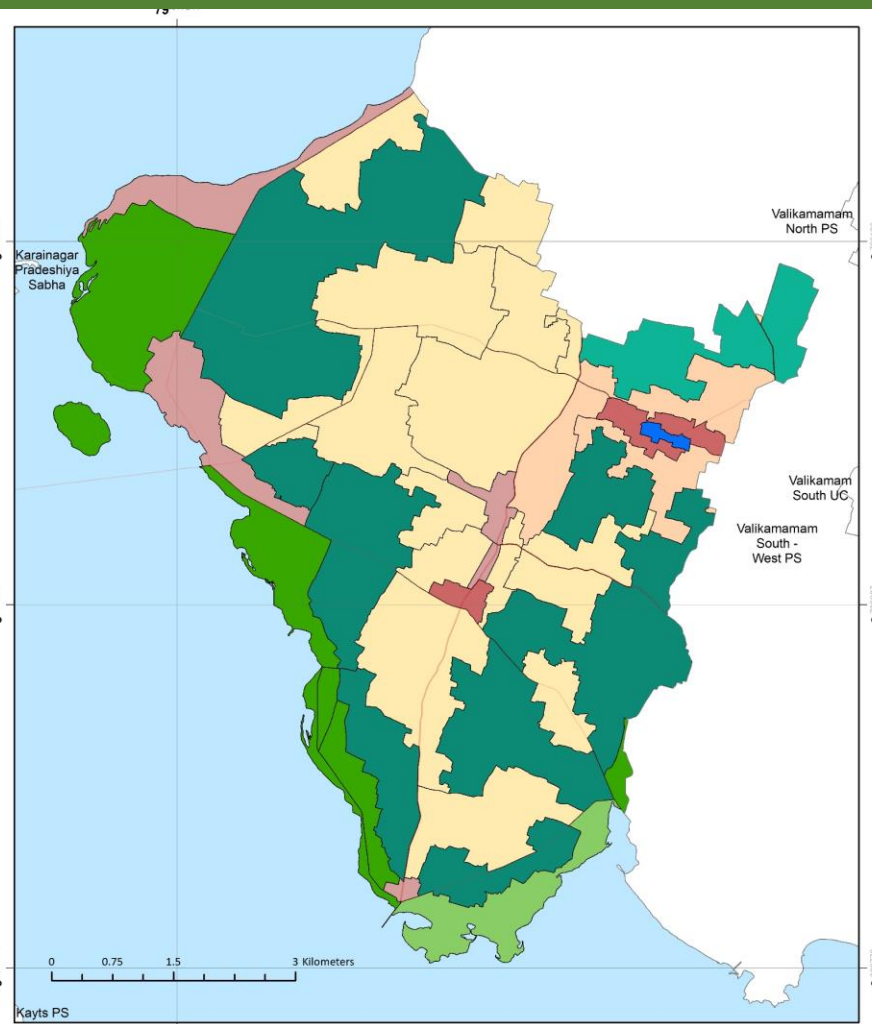 Valikamamam
North PS
Karainagar
Pradeshiya
Sabha
Valikamam
South UC
Valikamamam
South -
West PS
0 0.75 1.5 3 Kilometers
Kayts PS